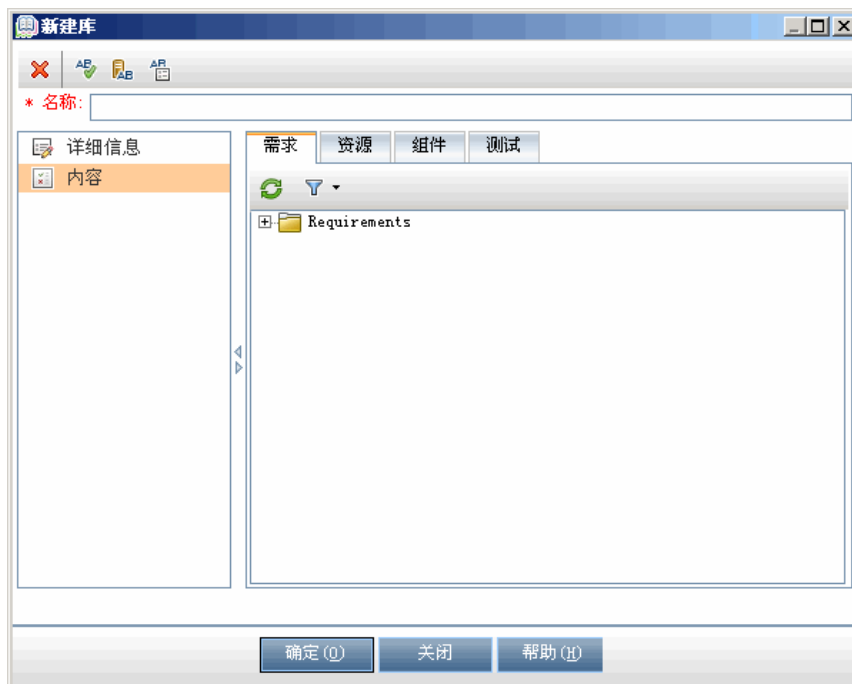 新建库
* 名称:
详细信息
内容
需求 资源 组件 测试
Requirements
确定(O) 关闭 帮助(H)